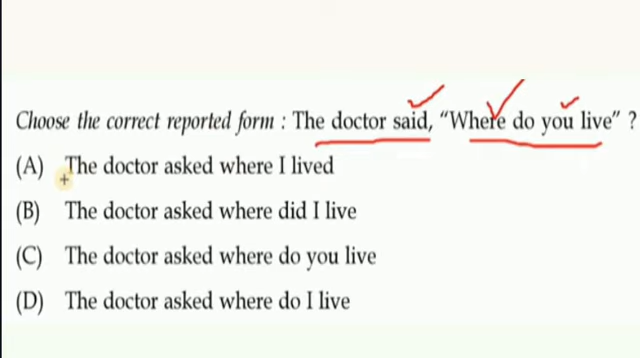 Choose the correct reported form : The doctor said, “Where do you live” ?
(A) The doctor asked where I lived
(B) The doctor asked where did I live
(C) The doctor asked where do you live
(D) The doctor asked where do I live